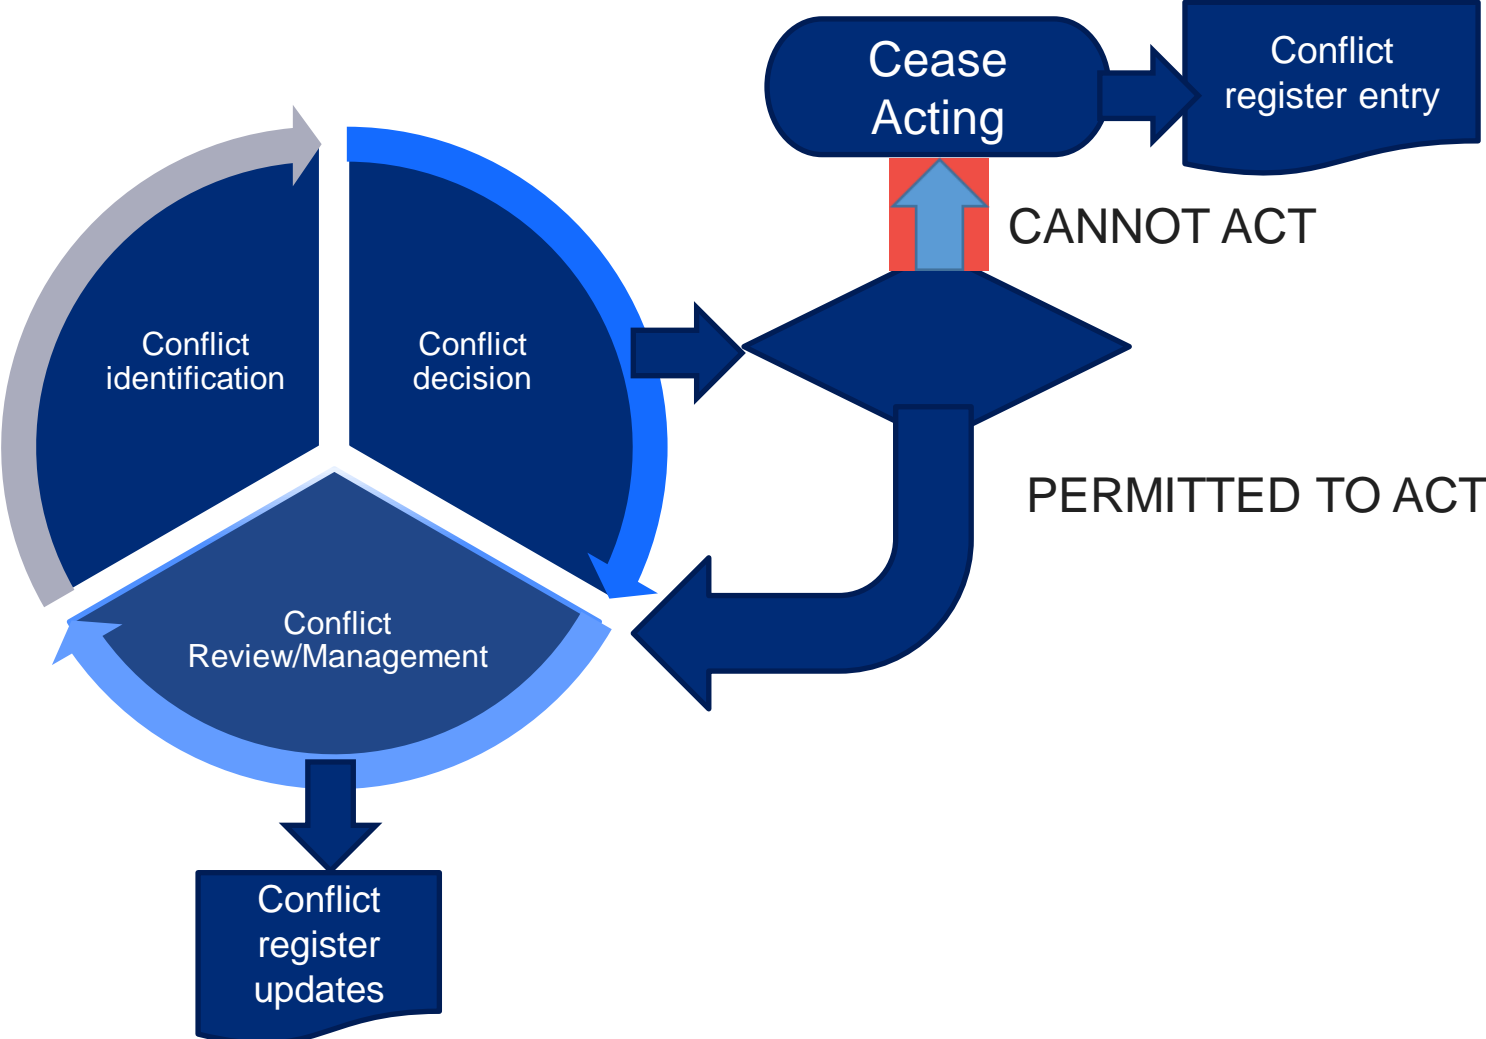 Cease
Acting
Conflict
register entry
CANNOT ACT
Conflict
identification
Conflict
decision
PERMITTED TO ACT
Conflict
Review/Management
Conflict
register
updates